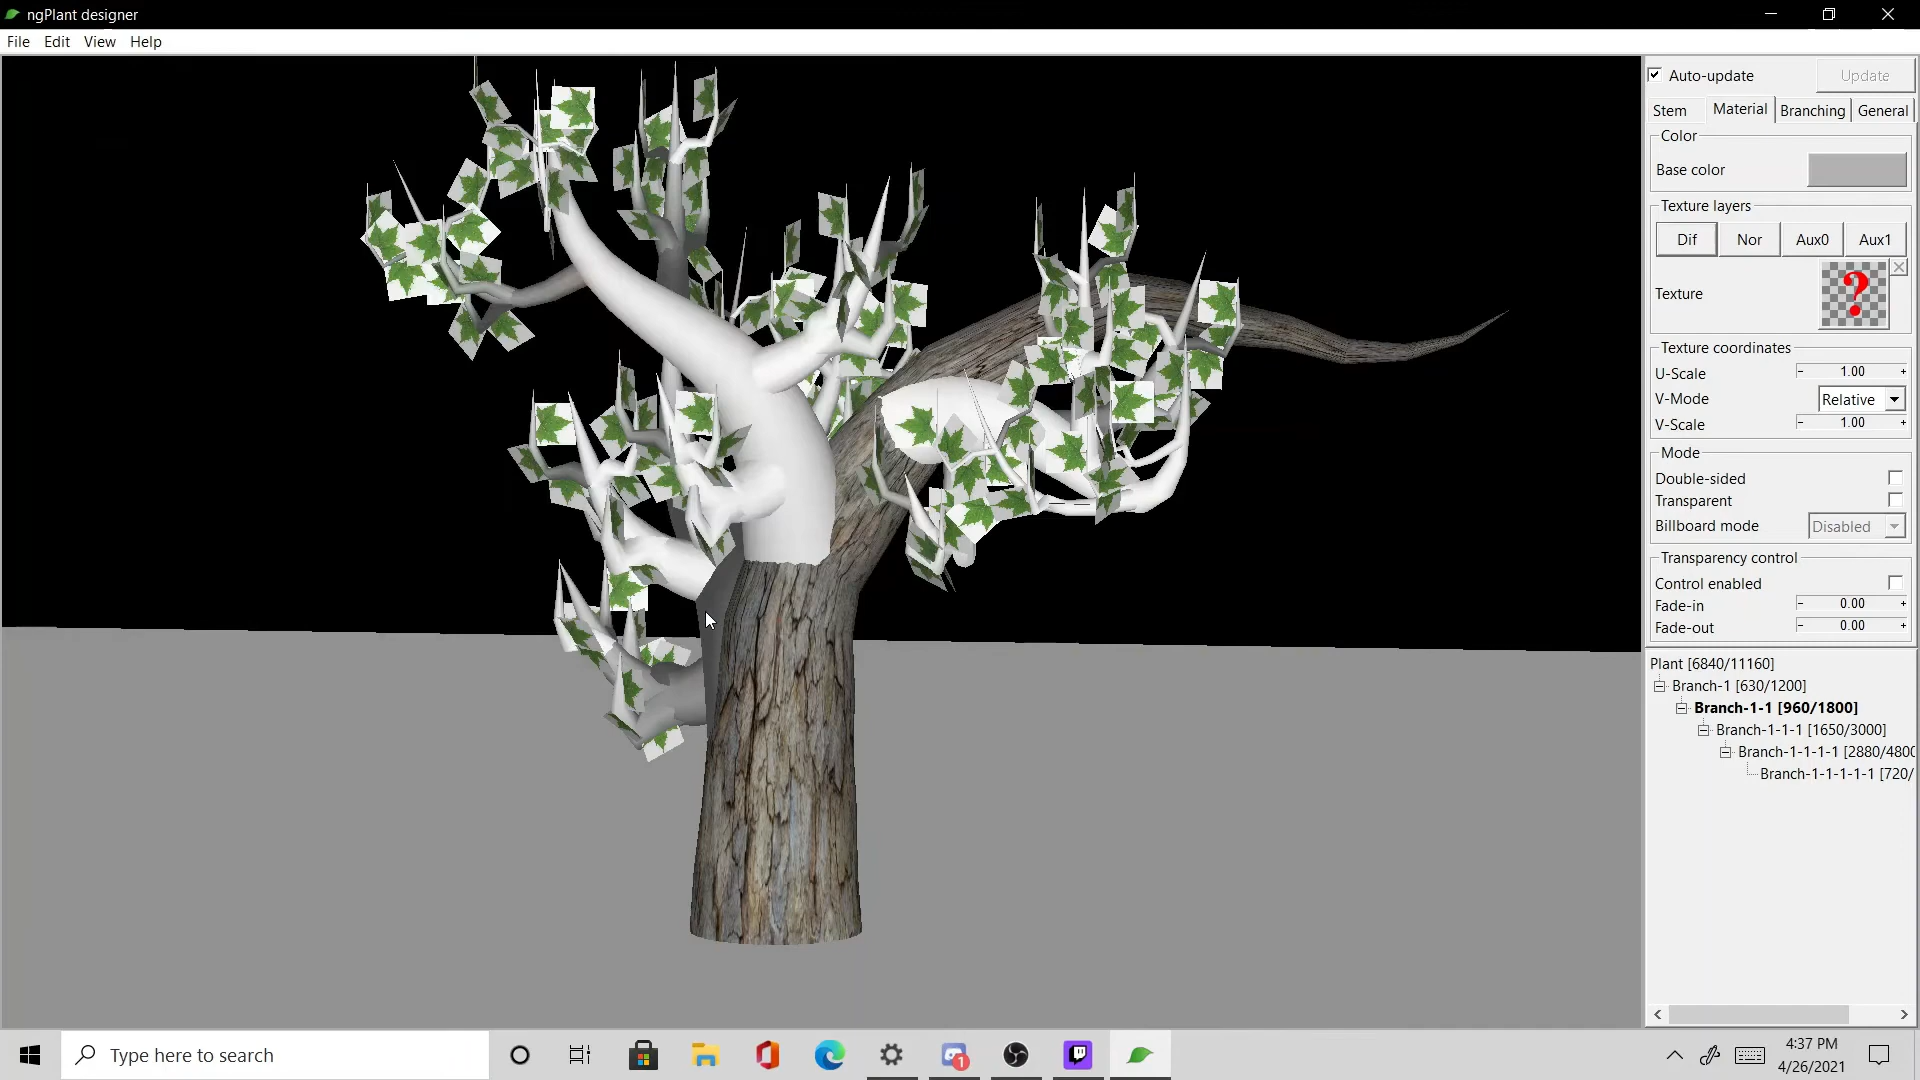 ngPlant designer
File Edit View Help
Auto-update Update
Stem Material Branching General
Color
Base color
Texture layers
Dif Nor Aux0 Aux1
Texture ?
Texture coordinates
U-Scale - 1.00 +
V-Mode Relative
V-Scale - 1.00 +
Mode
Double-sided
Transparent
Billboard mode Disabled
Transparency control
Control enabled
Fade-in - 0.00 +
Fade-out - 0.00 +
Plant [6840/11160]
Branch-1 [630/1200]
Branch-1-1 [960/1800]
Branch-1-1-1 [1650/3000]
Branch-1-1-1-1 [2880/4800
Branch-1-1-1-1-1 [720/
Type here to search
1
4:37 PM
4/26/2021